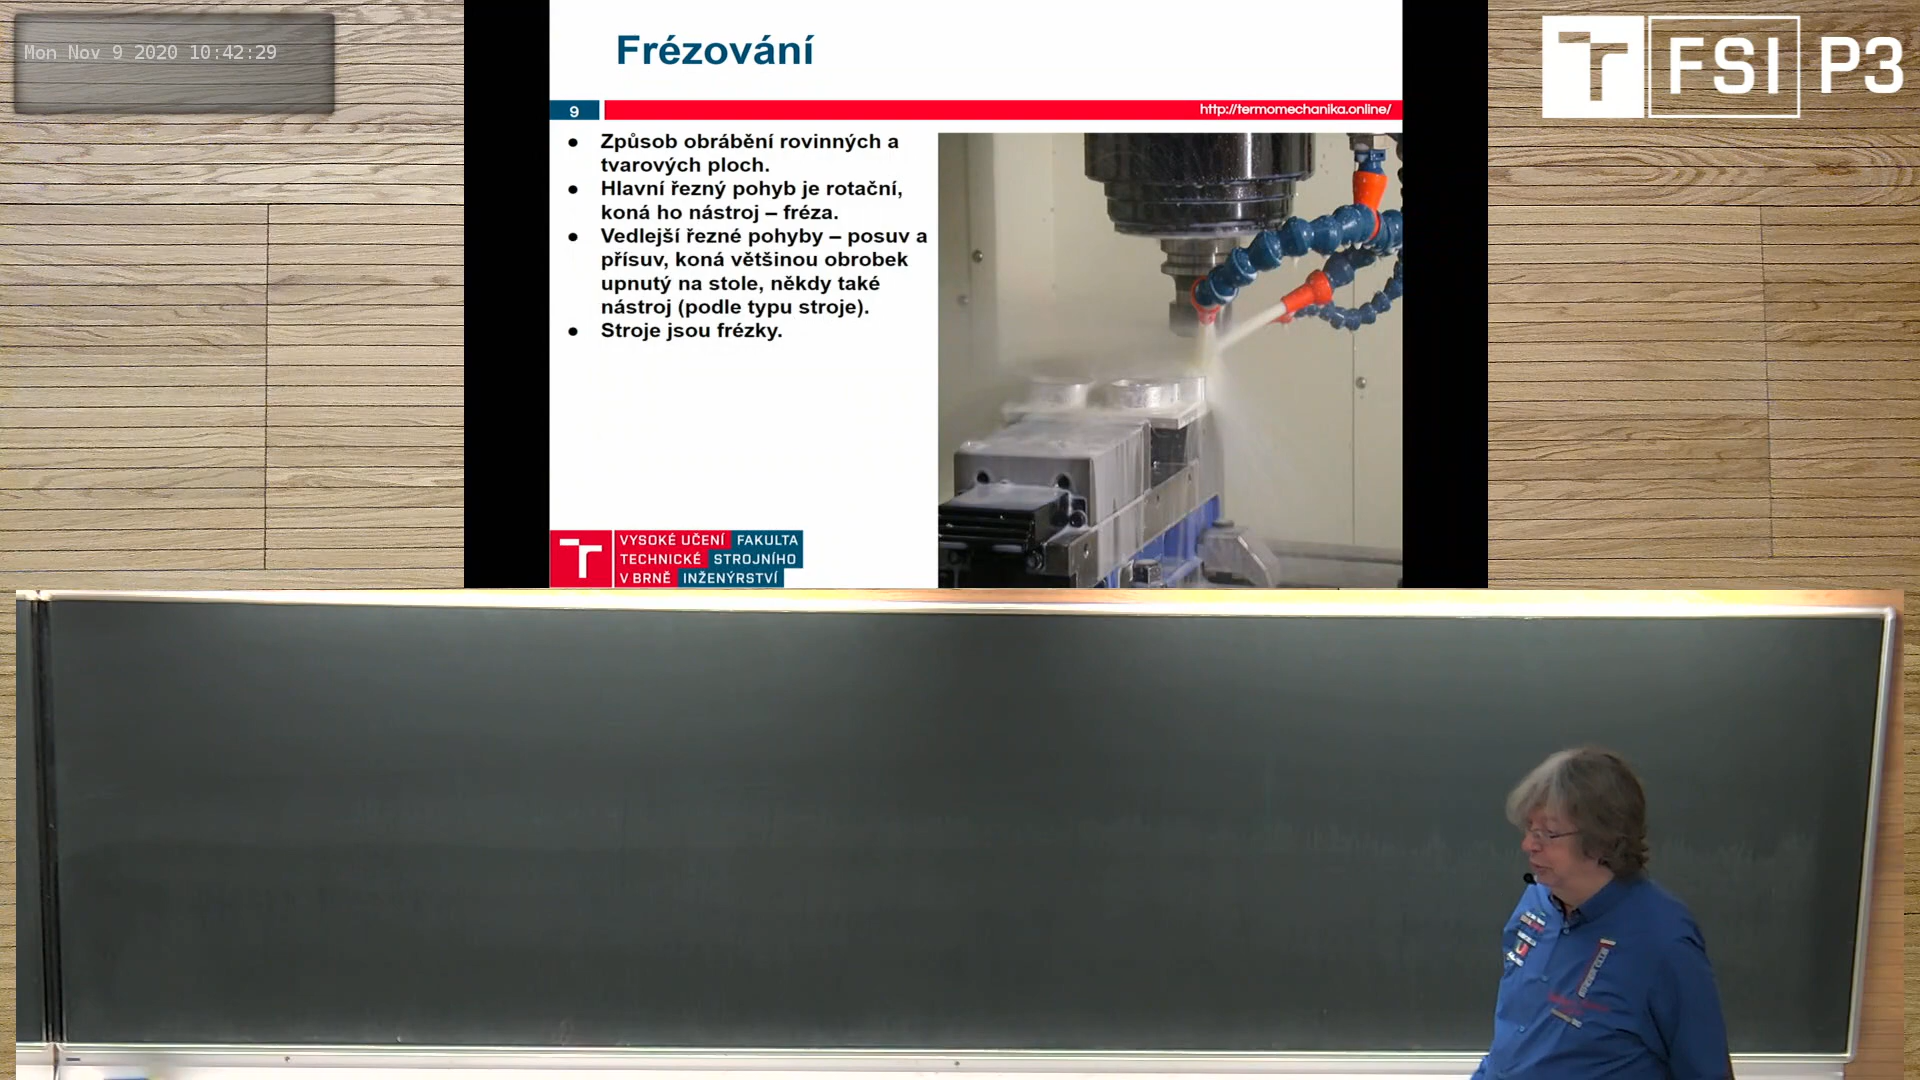 Mon Nov 9 2020 10:42:29
Frézování
FSI P3
9
http://termomechanika.online/
● Způsob obrábění rovinných a
tvarových ploch.
● Hlavní řezný pohyb je rotační,
koná ho nástroj – fréza.
● Vedlejší řezné pohyby – posuv a
přísuv, koná většinou obrobek
upnutý na stole, někdy také
nástroj (podle typu stroje).
● Stroje jsou frézky.
VYSOKÉ UČENÍ FAKULTA
TECHNICKÉ STROJNÍHO
V BRNĚ INŽENÝRSTVÍ